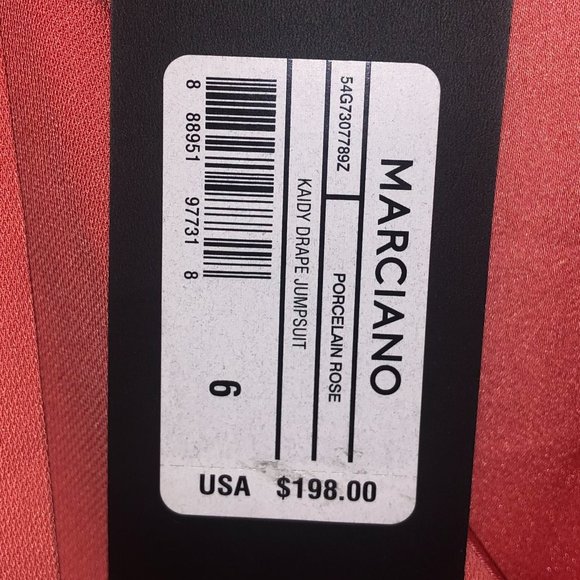 MARCIANO
54G7307789Z PORCELAIN ROSE
KAIDY DRAPE JUMPSUIT
8 88951 97731 8
6
USA $198.00